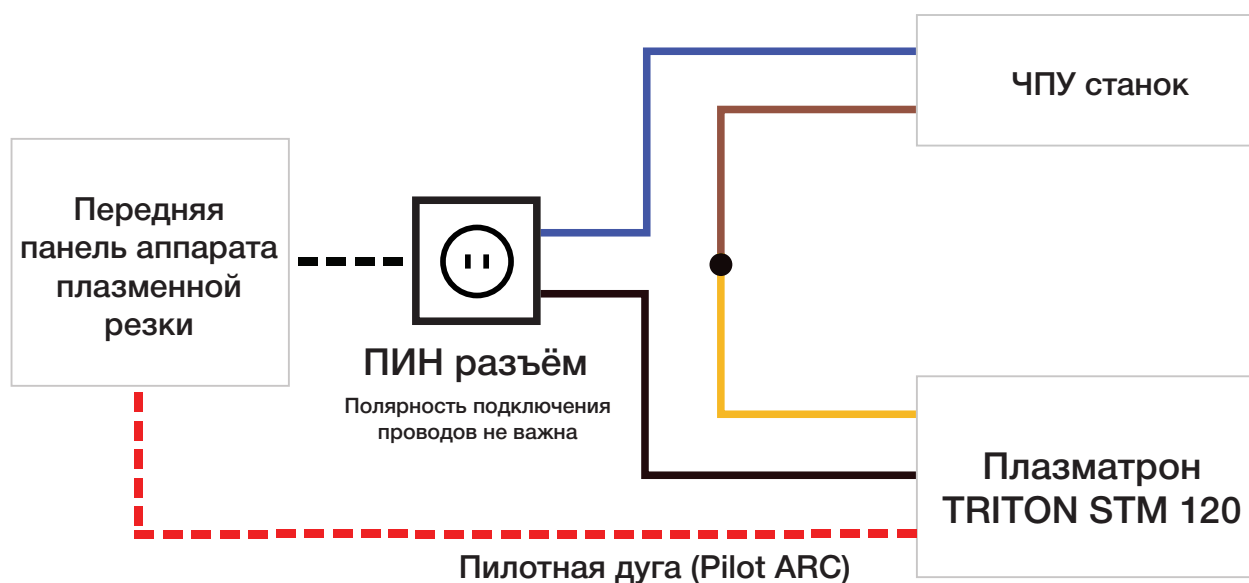 ЧПУ станок
Передняя
панель аппарата
плазменной
резки
ПИН разъём
Полярность подключения
проводов не важна
Плазматрон
TRITON STM 120
Пилотная дуга (Pilot ARC)